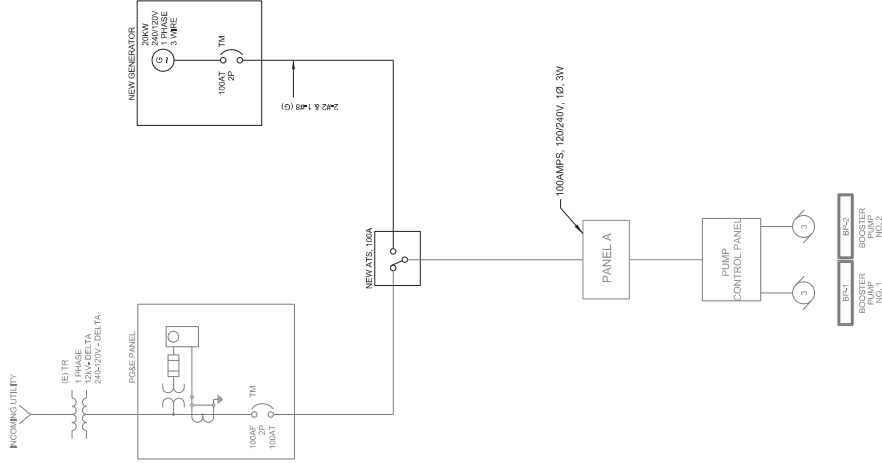 NEW GENERATOR
20KW
240/120V
1 PHASE
3 WIRE
G
~
TM
100AT
2P
2-#2 & 1-#8 (G)
INCOMING UTILITY
(E) TR
1 PHASE
12kV- DELTA
240-120V - DELTA
PG&E PANEL
TM
100AF
2P
100AT
NEW ATS, 100A
100AMPS, 120/240V, 1Ø, 3W
PANEL A
PUMP
CONTROL PANEL
3
3
BP-1
BP-2
BOOSTER
PUMP
NO. 1
BOOSTER
PUMP
NO. 2